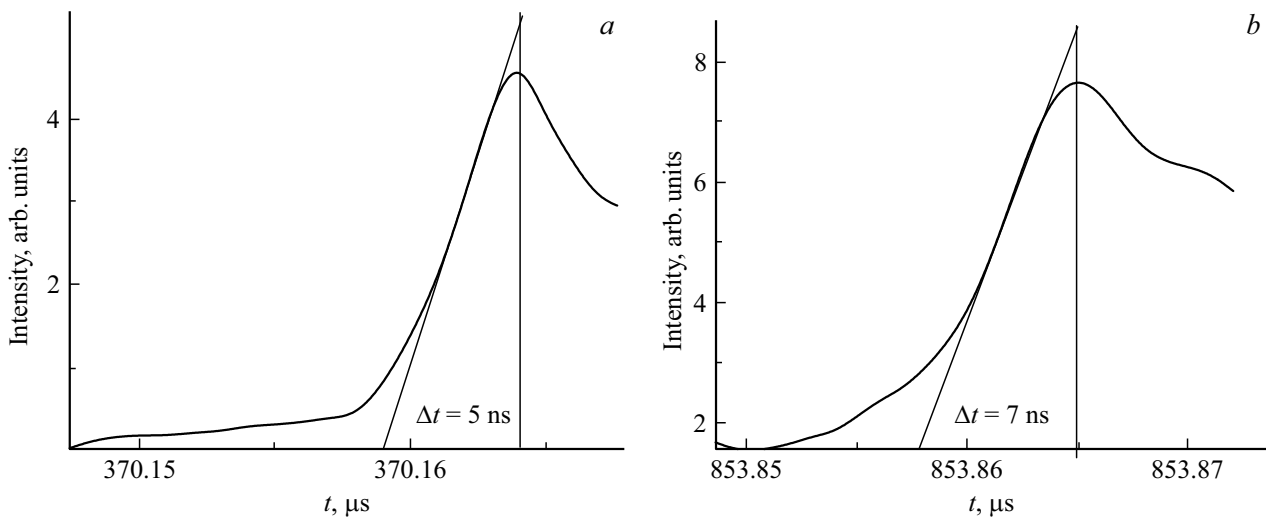 a
4
2
Intensity, arb. units
Δt = 5 ns
370.15
370.16
t, μs
b
8
6
4
2
Intensity, arb. units
Δt = 7 ns
853.85
853.86
853.87
t, μs